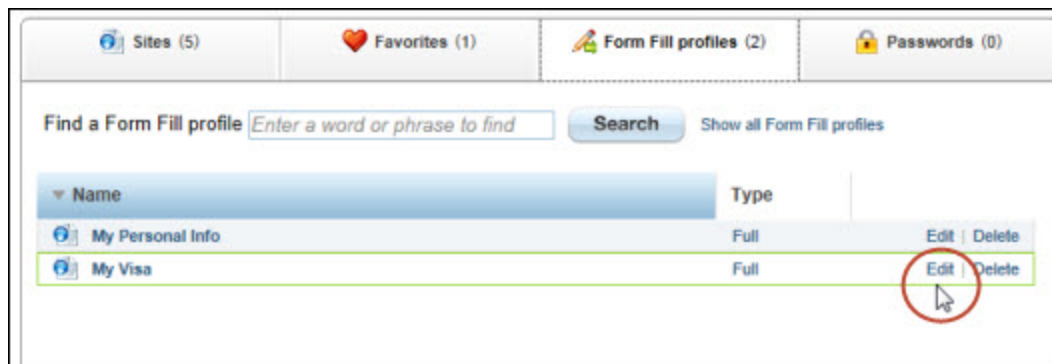 Sites (5) Favorites (1) Form Fill profiles (2) Passwords (0)
Find a Form Fill profile Enter a word or phrase to find Search Show all Form Fill profiles
Name Type
My Personal Info Full Edit | Delete
My Visa Full Edit | Delete